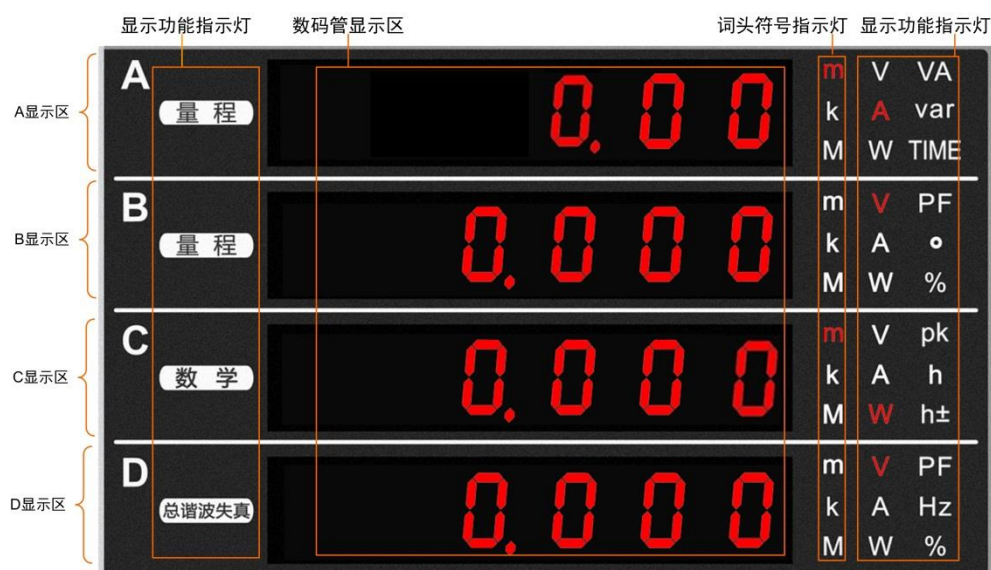 显示功能指示灯 数码管显示区 词头符号指示灯 显示功能指示灯
A m V VA
A显示区 量程 0.00 k A var
M W TIME
B m V PF
B显示区 量程 0.000 k A °
M W %
C m V pk
C显示区 数学 0.000 k A h
M W h±
D m V PF
D显示区 总谐波失真 0.000 k A Hz
M W %